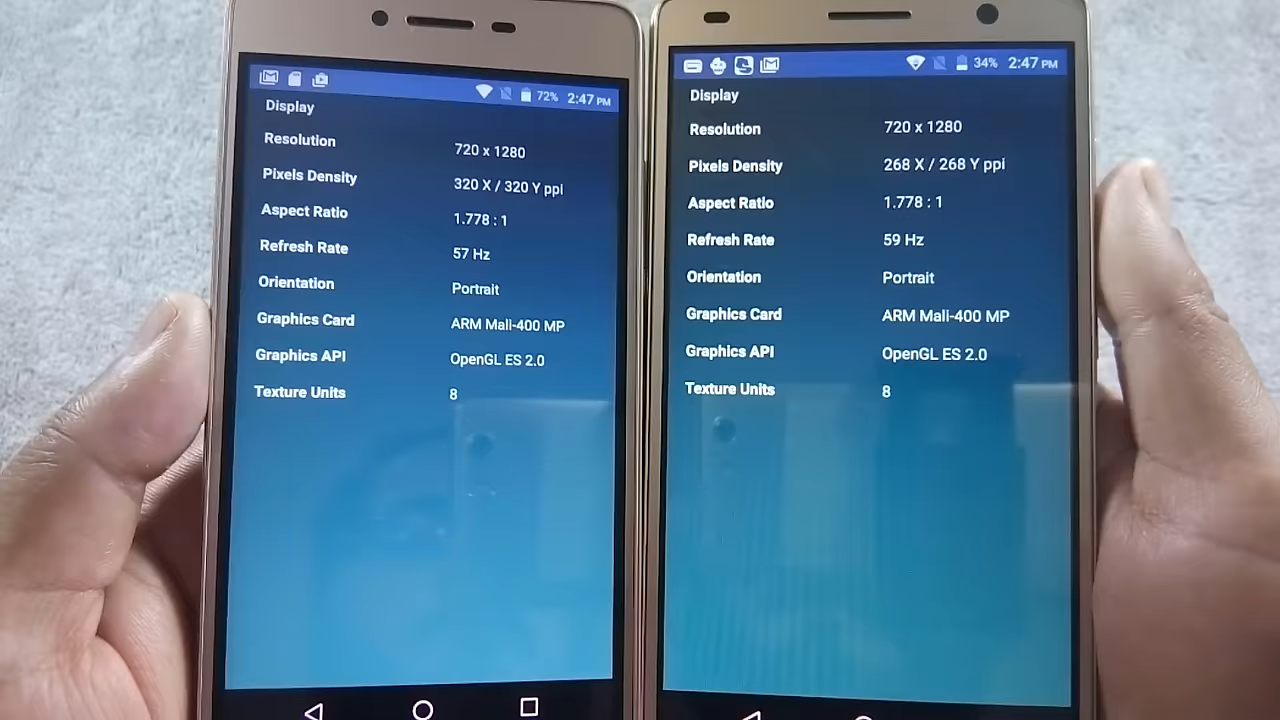 72% 2:47 PM
Display
Resolution 720 x 1280
Pixels Density 320 X / 320 Y ppi
Aspect Ratio 1.778 : 1
Refresh Rate 57 Hz
Orientation Portrait
Graphics Card ARM Mali-400 MP
Graphics API OpenGL ES 2.0
Texture Units 8
34% 2:47 PM
Display
Resolution 720 x 1280
Pixels Density 268 X / 268 Y ppi
Aspect Ratio 1.778 : 1
Refresh Rate 59 Hz
Orientation Portrait
Graphics Card ARM Mali-400 MP
Graphics API OpenGL ES 2.0
Texture Units 8